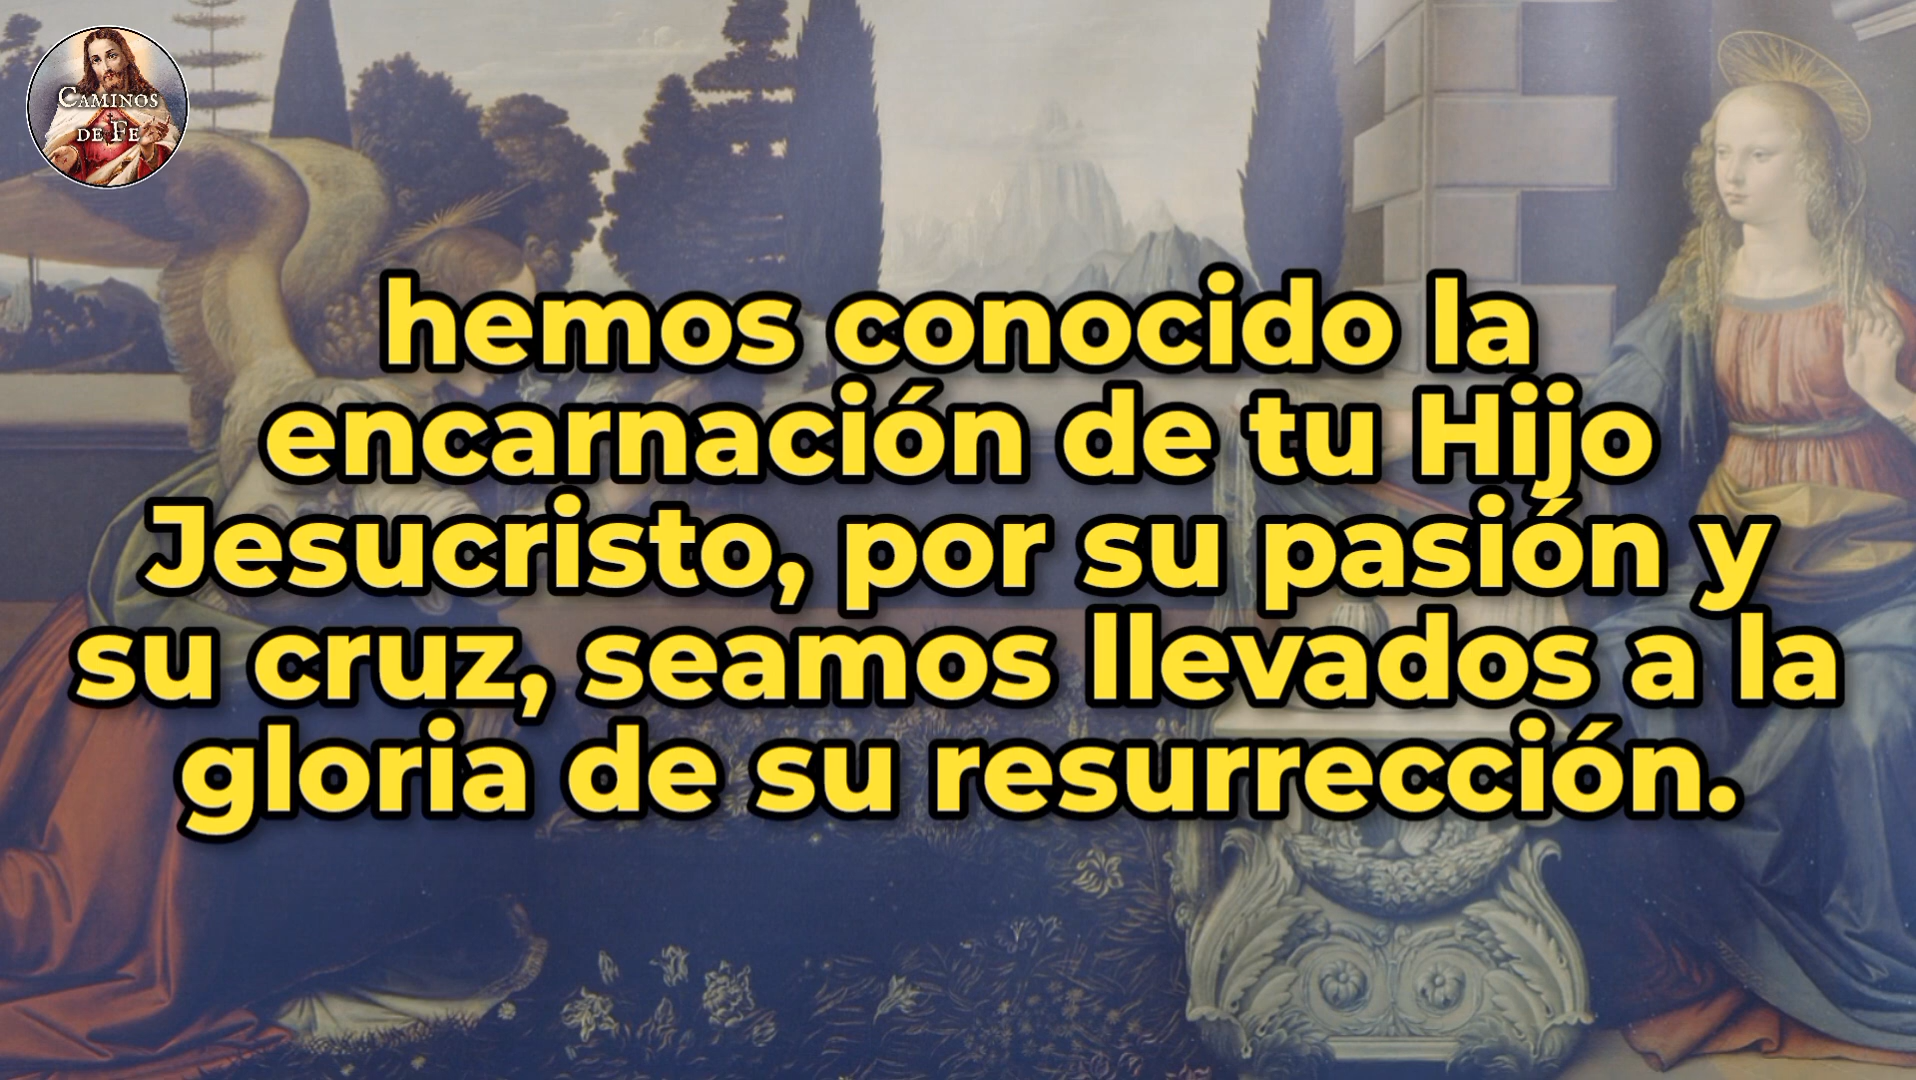 CAMINOS
DE FE
hemos conocido la
encarnación de tu Hijo
Jesucristo, por su pasión y
su cruz, seamos llevados a la
gloria de su resurrección.